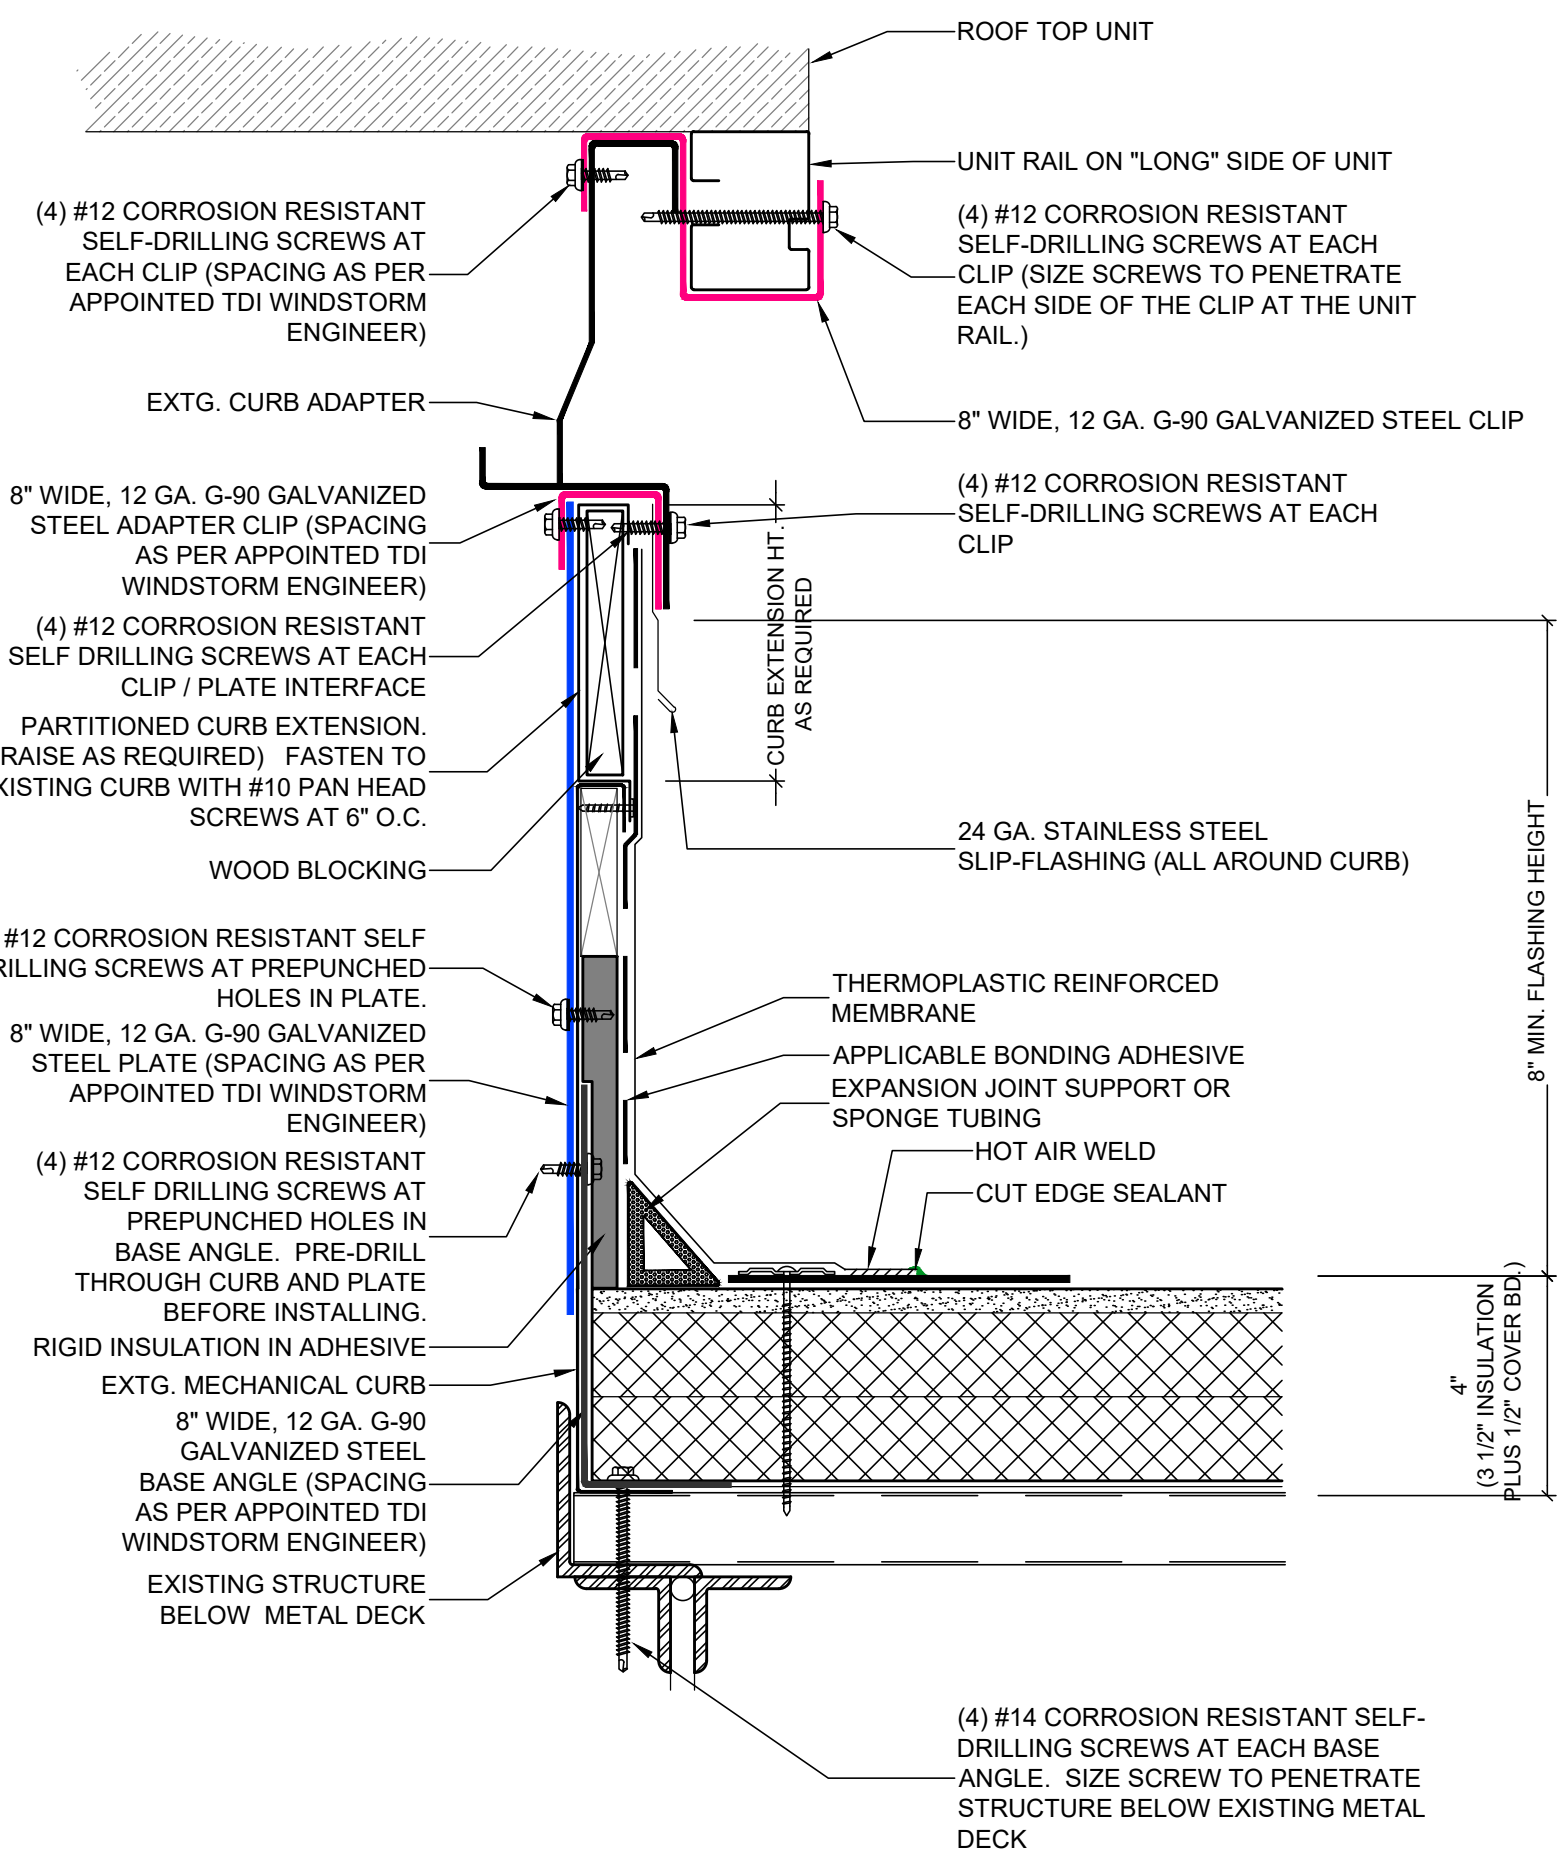 ROOF TOP UNIT
UNIT RAIL ON "LONG" SIDE OF UNIT
(4) #12 CORROSION RESISTANT
SELF-DRILLING SCREWS AT
EACH CLIP (SPACING AS PER
APPOINTED TDI WINDSTORM
ENGINEER)
(4) #12 CORROSION RESISTANT
SELF-DRILLING SCREWS AT EACH
CLIP (SIZE SCREWS TO PENETRATE
EACH SIDE OF THE CLIP AT THE UNIT
RAIL.)
EXTG. CURB ADAPTER
8" WIDE, 12 GA. G-90 GALVANIZED STEEL CLIP
8" WIDE, 12 GA. G-90 GALVANIZED
STEEL ADAPTER CLIP (SPACING
AS PER APPOINTED TDI
WINDSTORM ENGINEER)
(4) #12 CORROSION RESISTANT
SELF-DRILLING SCREWS AT EACH
CLIP
(4) #12 CORROSION RESISTANT
SELF DRILLING SCREWS AT EACH
CLIP / PLATE INTERFACE
CURB EXTENSION HT.
AS REQUIRED
PARTITIONED CURB EXTENSION.
RAISE AS REQUIRED) FASTEN TO
XISTING CURB WITH #10 PAN HEAD
SCREWS AT 6" O.C.
24 GA. STAINLESS STEEL
SLIP-FLASHING (ALL AROUND CURB)
WOOD BLOCKING
8" MIN. FLASHING HEIGHT
#12 CORROSION RESISTANT SELF
RILLING SCREWS AT PREPUNCHED
HOLES IN PLATE.
THERMOPLASTIC REINFORCED
MEMBRANE
8" WIDE, 12 GA. G-90 GALVANIZED
STEEL PLATE (SPACING AS PER
APPOINTED TDI WINDSTORM
ENGINEER)
APPLICABLE BONDING ADHESIVE
EXPANSION JOINT SUPPORT OR
SPONGE TUBING
HOT AIR WELD
CUT EDGE SEALANT
(4) #12 CORROSION RESISTANT
SELF DRILLING SCREWS AT
PREPUNCHED HOLES IN
BASE ANGLE. PRE-DRILL
THROUGH CURB AND PLATE
BEFORE INSTALLING.
RIGID INSULATION IN ADHESIVE
EXTG. MECHANICAL CURB
4"
(3 1/2" INSULATION
PLUS 1/2" COVER BD.)
8" WIDE, 12 GA. G-90
GALVANIZED STEEL
BASE ANGLE (SPACING
AS PER APPOINTED TDI
WINDSTORM ENGINEER)
EXISTING STRUCTURE
BELOW METAL DECK
(4) #14 CORROSION RESISTANT SELF-
DRILLING SCREWS AT EACH BASE
ANGLE. SIZE SCREW TO PENETRATE
STRUCTURE BELOW EXISTING METAL
DECK